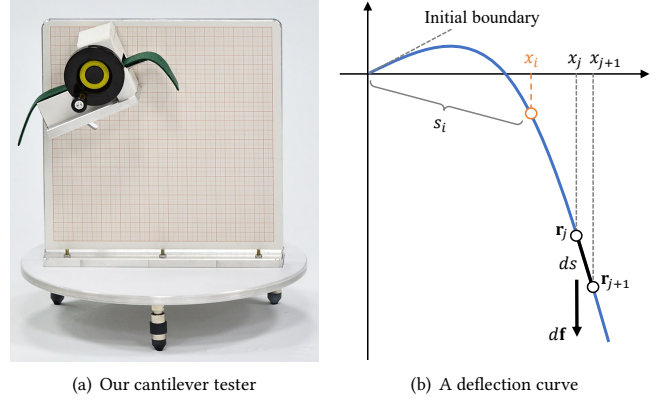 Initial boundary
x_i
x_j
x_{j+1}
s_i
r_j
ds
r_{j+1}
df
(a) Our cantilever tester
(b) A deflection curve